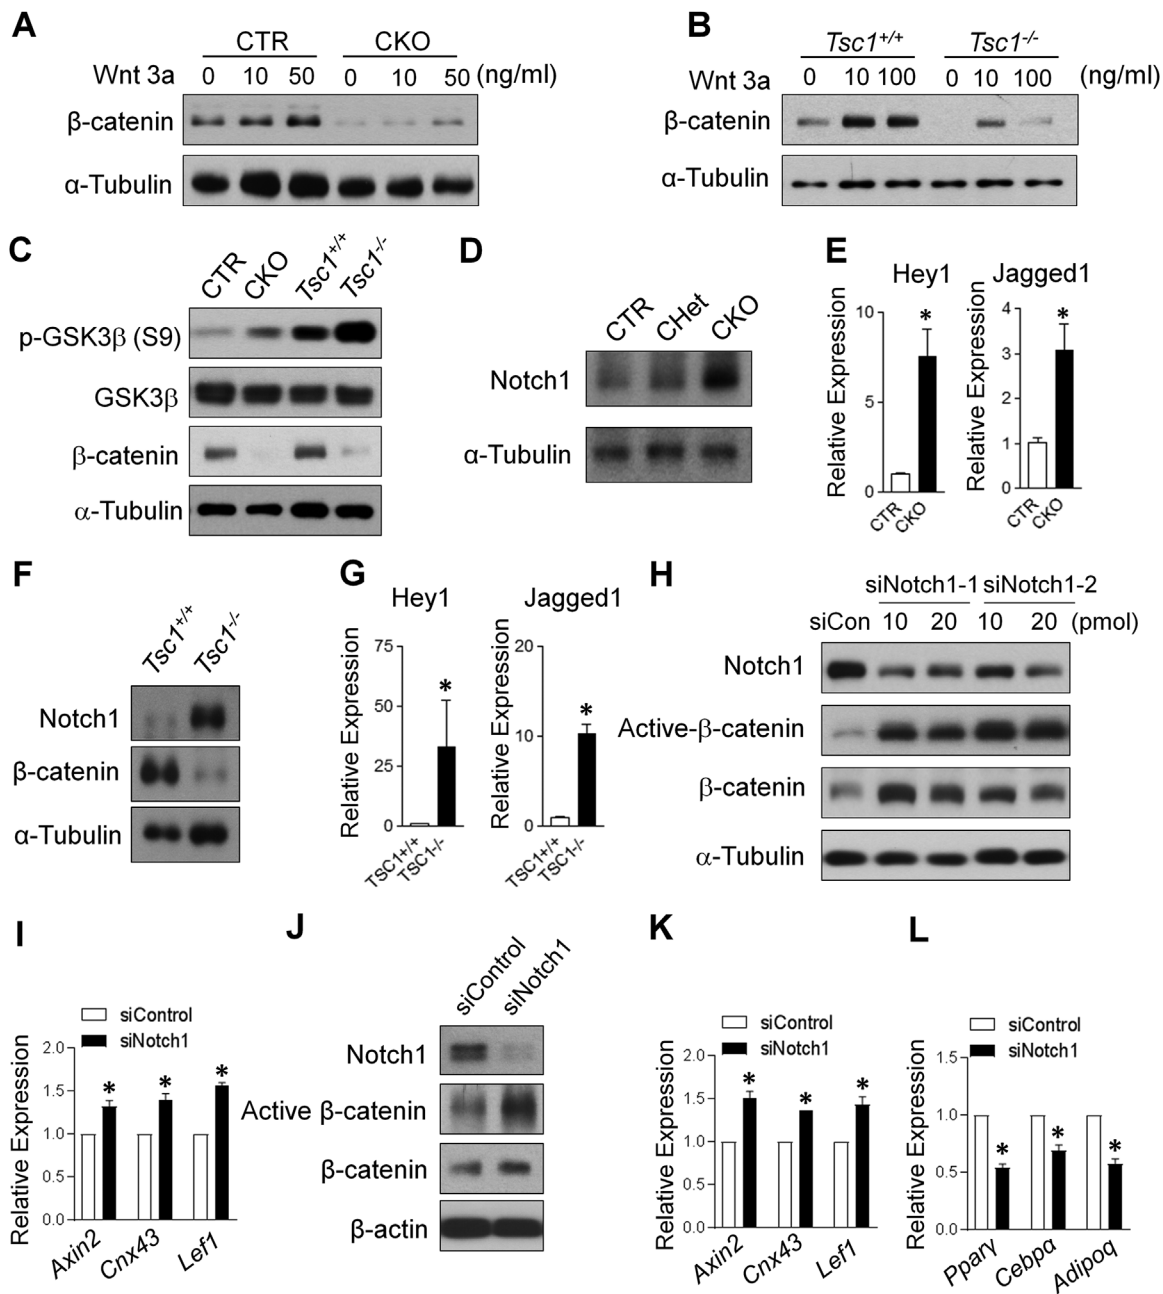 A
CTR CKO
Wnt 3a 0 10 50 0 10 50 (ng/ml)
β-catenin
α-Tubulin
B
Tsc1+/+ Tsc1-/-
Wnt 3a 0 10 100 0 10 100 (ng/ml)
β-catenin
α-Tubulin
C
CTR CKO Tsc1+/+ Tsc1-/-
p-GSK3β (S9)
GSK3β
β-catenin
α-Tubulin
D
CTR CHet CKO
Notch1
α-Tubulin
E
Hey1
Relative Expression
10
5
0
*
CTR CKO
Jagged1
Relative Expression
4
3
2
1
0
*
CTR CKO
F
Tsc1+/+ Tsc1-/-
Notch1
β-catenin
α-Tubulin
G
Hey1
Relative Expression
75
50
25
0
*
TSC1+/+ TSC1-/-
Jagged1
Relative Expression
20
10
0
*
TSC1+/+ TSC1-/-
H
siNotch1-1 siNotch1-2
siCon 10 20 10 20 (pmol)
Notch1
Active-β-catenin
β-catenin
α-Tubulin
I
siControl
siNotch1
Relative Expression
2.0
1.5
1.0
0.5
0.0
* * *
Axin2 Cnx43 Lef1
J
siControl siNotch1
Notch1
Active β-catenin
β-catenin
β-actin
K
siControl
siNotch1
Relative Expression
2.0
1.5
1.0
0.5
0.0
* * *
Axin2 Cnx43 Lef1
L
siControl
siNotch1
Relative Expression
1.5
1.0
0.5
0.0
* * *
Pparγ Cebpα Adipoq